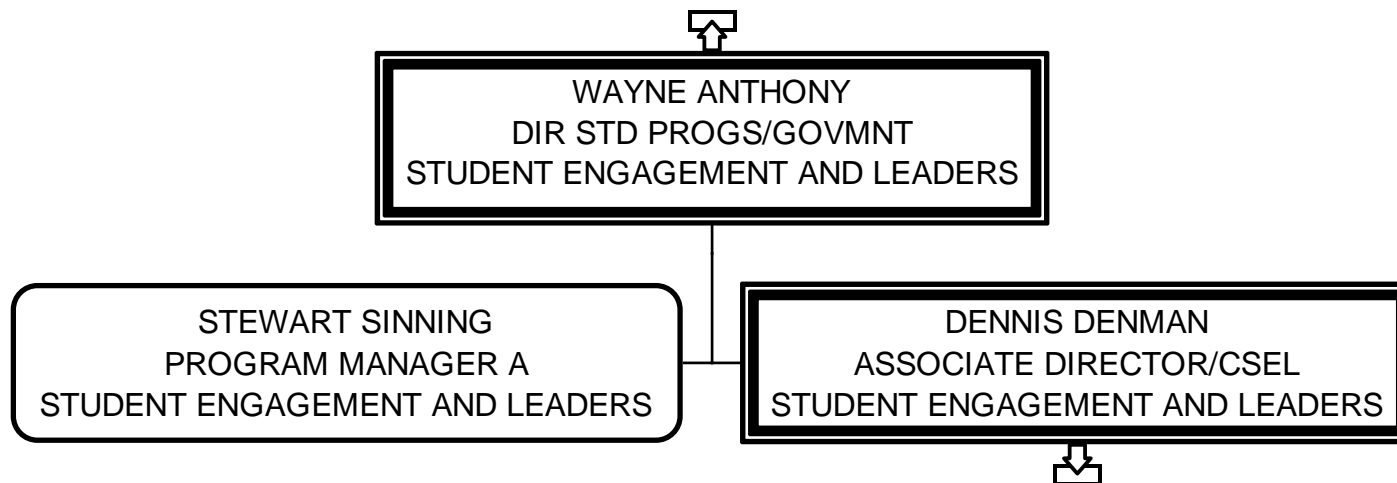 WAYNE ANTHONY
DIR STD PROGS/GOVMNT
STUDENT ENGAGEMENT AND LEADERS
STEWART SINNING
PROGRAM MANAGER A
STUDENT ENGAGEMENT AND LEADERS
DENNIS DENMAN
ASSOCIATE DIRECTOR/CSEL
STUDENT ENGAGEMENT AND LEADERS